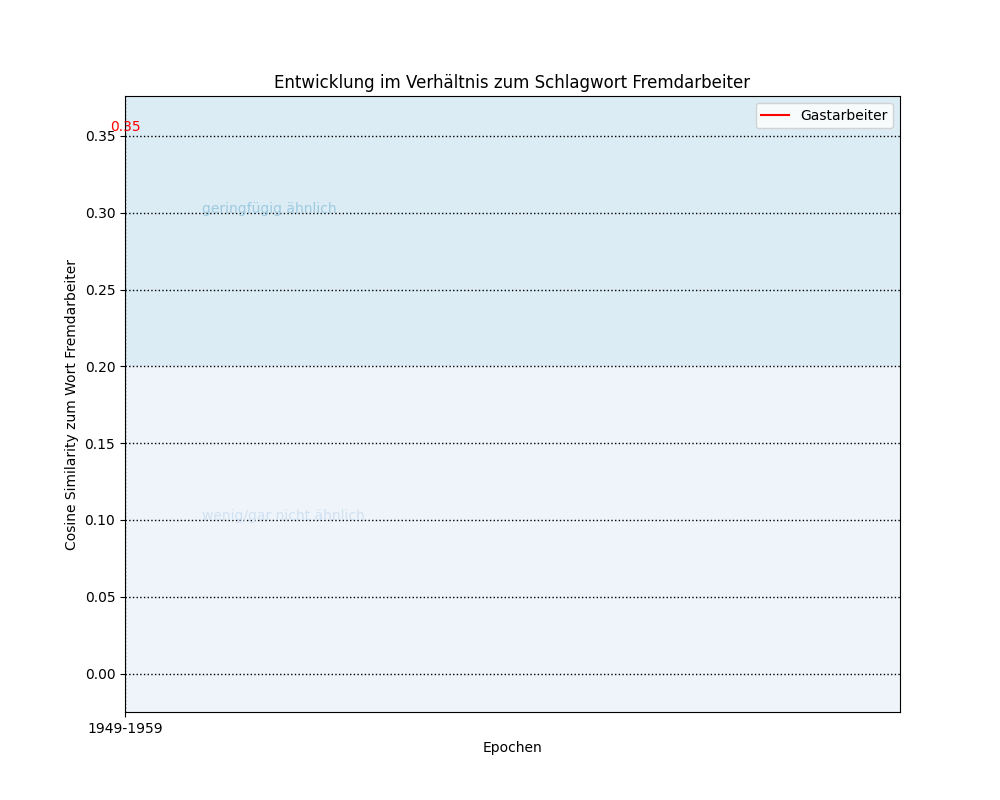 Entwicklung im Verhältnis zum Schlagwort Fremdarbeiter
Gastarbeiter
0.35
0.35
geringfügig ähnlich
0.30
0.25
0.20
0.15
wenig/gar nicht ähnlich
0.10
0.05
0.00
Cosine Similarity zum Wort Fremdarbeiter
1949-1959
Epochen